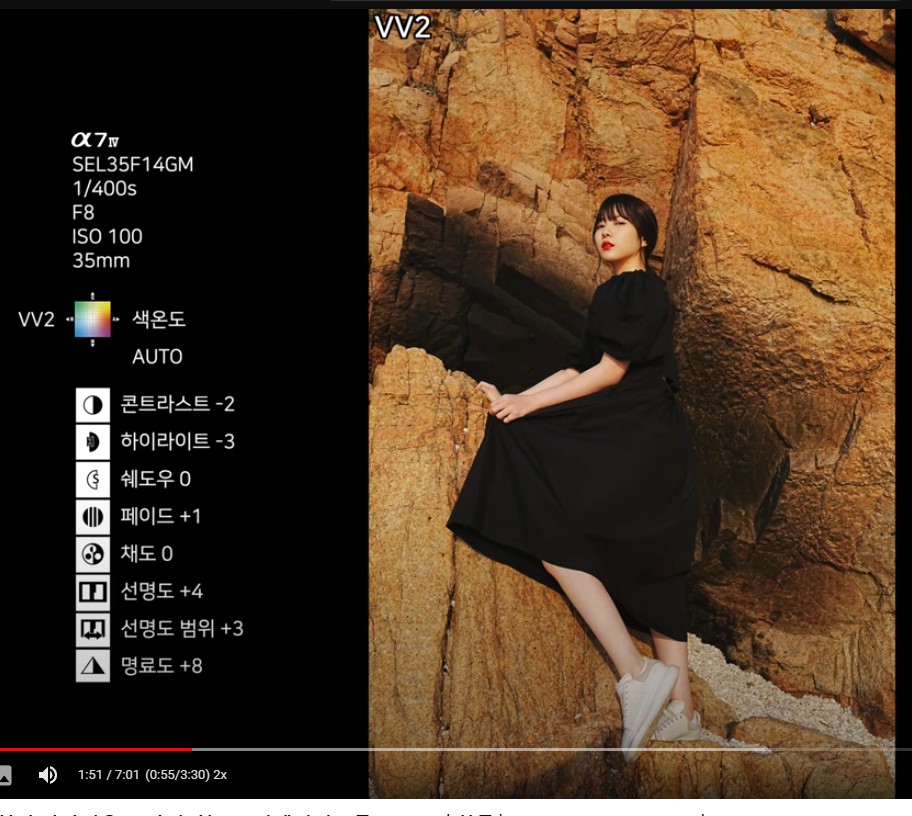 VV2
α7IV
SEL35F14GM
1/400s
F8
ISO 100
35mm
VV2 색온도
AUTO
콘트라스트 -2
하이라이트 -3
쉐도우 0
페이드 +1
채도 0
선명도 +4
선명도 범위 +3
명료도 +8
1:51 / 7:01 (0:55/3:30) 2x